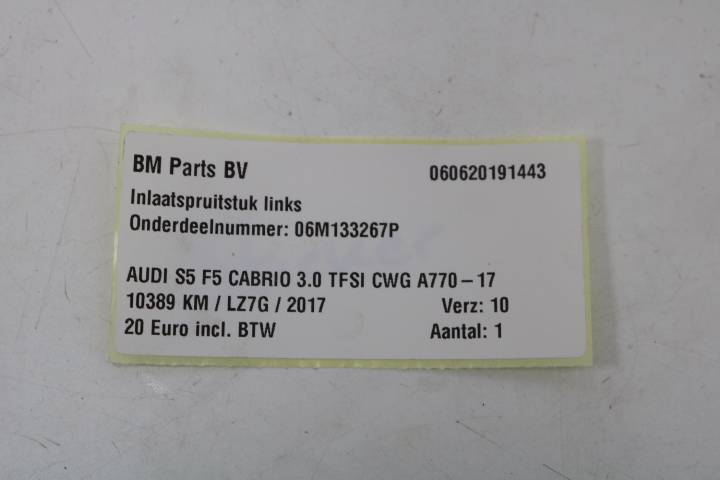 BM Parts BV 060620191443
Inlaatspruitstuk links
Onderdeelnummer: 06M133267P
AUDI S5 F5 CABRIO 3.0 TFSI CWG A770-17
10389 KM / LZ7G / 2017 Verz: 10
20 Euro incl. BTW Aantal: 1